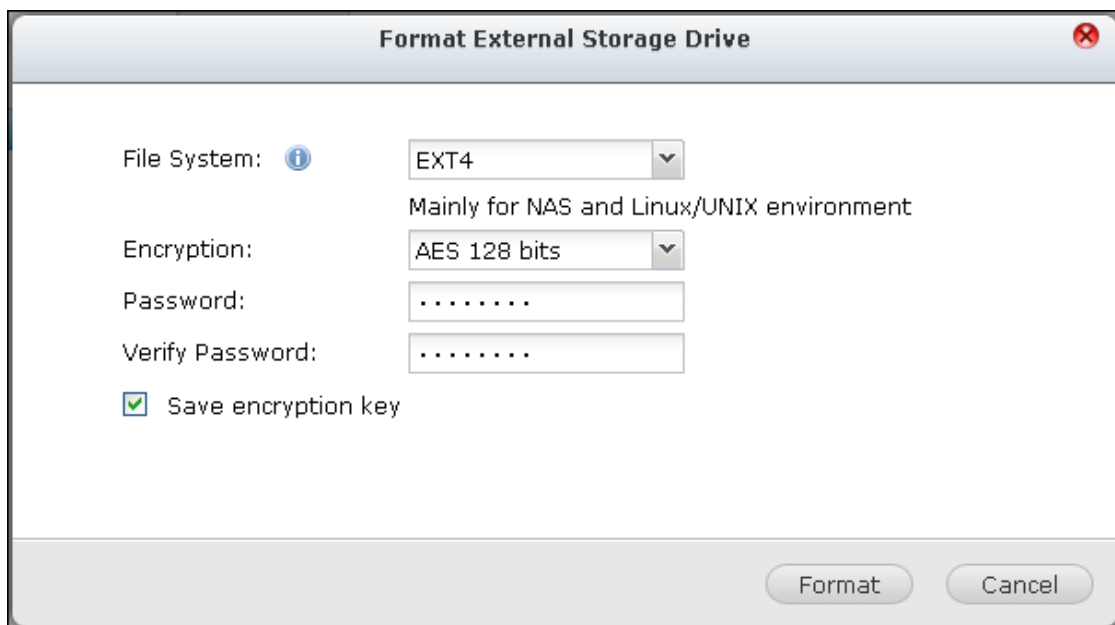 Format External Storage Drive
File System:
EXT4
Mainly for NAS and Linux/UNIX environment
Encryption:
AES 128 bits
Password:
........
Verify Password:
........
Save encryption key
Format
Cancel